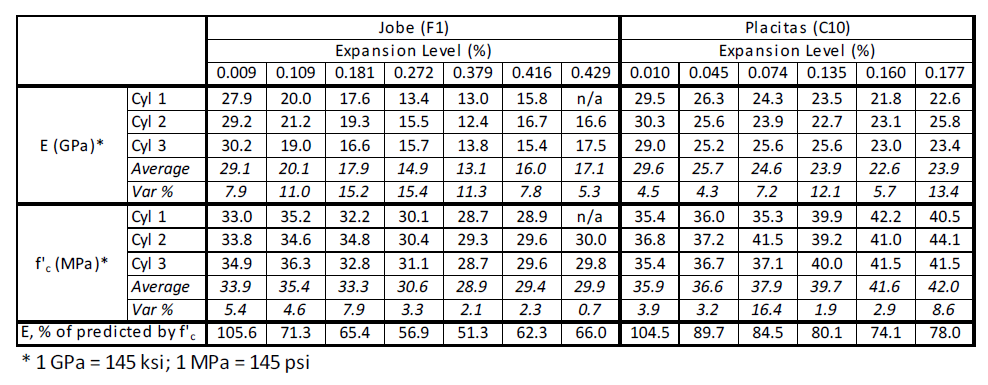 Jobe (F1) Placitas (C10)
Expansion Level (%) Expansion Level (%)
0.009 0.109 0.181 0.272 0.379 0.416 0.429 0.010 0.045 0.074 0.135 0.160 0.177
E (GPa)*
Cyl 1 27.9 20.0 17.6 13.4 13.0 15.8 n/a 29.5 26.3 24.3 23.5 21.8 22.6
Cyl 2 29.2 21.2 19.3 15.5 12.4 16.7 16.6 30.3 25.6 23.9 22.7 23.1 25.8
Cyl 3 30.2 19.0 16.6 15.7 13.8 15.4 17.5 29.0 25.2 25.6 25.6 23.0 23.4
Average 29.1 20.1 17.9 14.9 13.1 16.0 17.1 29.6 25.7 24.6 23.9 22.6 23.9
Var % 7.9 11.0 15.2 15.4 11.3 7.8 5.3 4.5 4.3 7.2 12.1 5.7 13.4
f'c (MPa)*
Cyl 1 33.0 35.2 32.2 30.1 28.7 28.9 n/a 35.4 36.0 35.3 39.9 42.2 40.5
Cyl 2 33.8 34.6 34.8 30.4 29.3 29.6 30.0 36.8 37.2 41.5 39.2 41.0 44.1
Cyl 3 34.9 36.3 32.8 31.1 28.7 29.6 29.8 35.4 36.7 37.1 40.0 41.5 41.5
Average 33.9 35.4 33.3 30.6 28.9 29.4 29.9 35.9 36.6 37.9 39.7 41.6 42.0
Var % 5.4 4.6 7.9 3.3 2.1 2.3 0.7 3.9 3.2 16.4 1.9 2.9 8.6
E, % of predicted by f'c 105.6 71.3 65.4 56.9 51.3 62.3 66.0 104.5 89.7 84.5 80.1 74.1 78.0
* 1 GPa = 145 ksi; 1 MPa = 145 psi